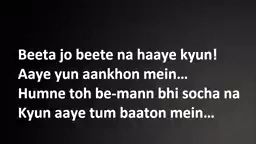 Beeta jo beete na haaye kyun!
Aaye yun aankhon mein...
Humne toh be-mann bhi socha na
Kyun aaye tum baaton mein...